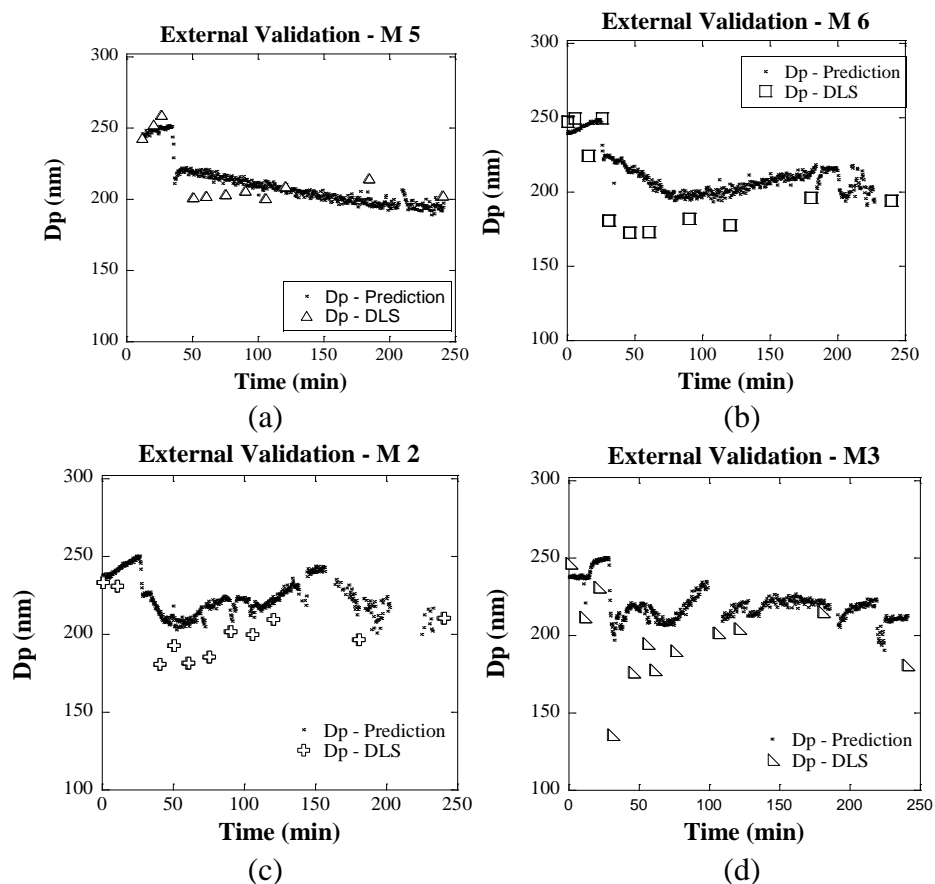 External Validation - M 5
300
250
200
150
100
Dp (nm)
Dp - Prediction
Dp - DLS
0 50 100 150 200 250
Time (min)
(a)
External Validation - M 6
300
250
200
150
100
Dp (nm)
Dp - Prediction
Dp - DLS
0 50 100 150 200 250
Time (min)
(b)
External Validation - M 2
300
250
200
150
100
Dp (nm)
Dp - Prediction
Dp - DLS
0 50 100 150 200 250
Time (min)
(c)
External Validation - M3
300
250
200
150
100
Dp (nm)
Dp - Prediction
Dp - DLS
0 50 100 150 200 250
Time (min)
(d)